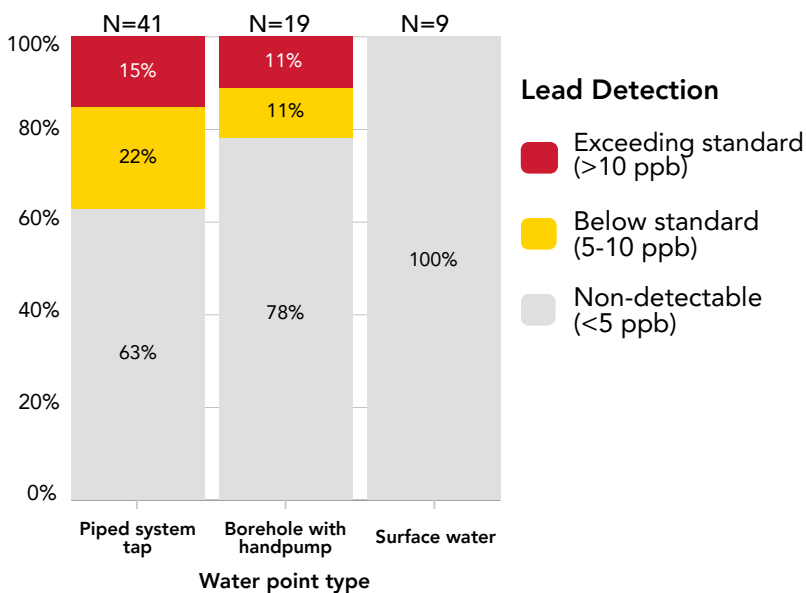 N=41
N=19
N=9
100%
80%
60%
40%
20%
0%
15%
22%
63%
11%
11%
78%
100%
Piped system
tap
Borehole with
handpump
Surface water
Water point type
Lead Detection
Exceeding standard
(>10 ppb)
Below standard
(5-10 ppb)
Non-detectable
(<5 ppb)